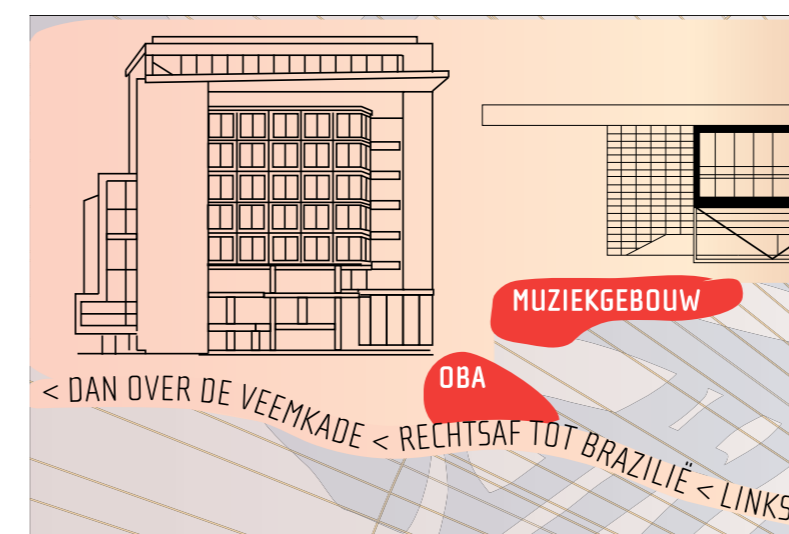 MUZIEKGEBOUW
OBA
< DAN OVER DE VEEMKADE < RECHTSAF TOT BRAZILIË < LINKS